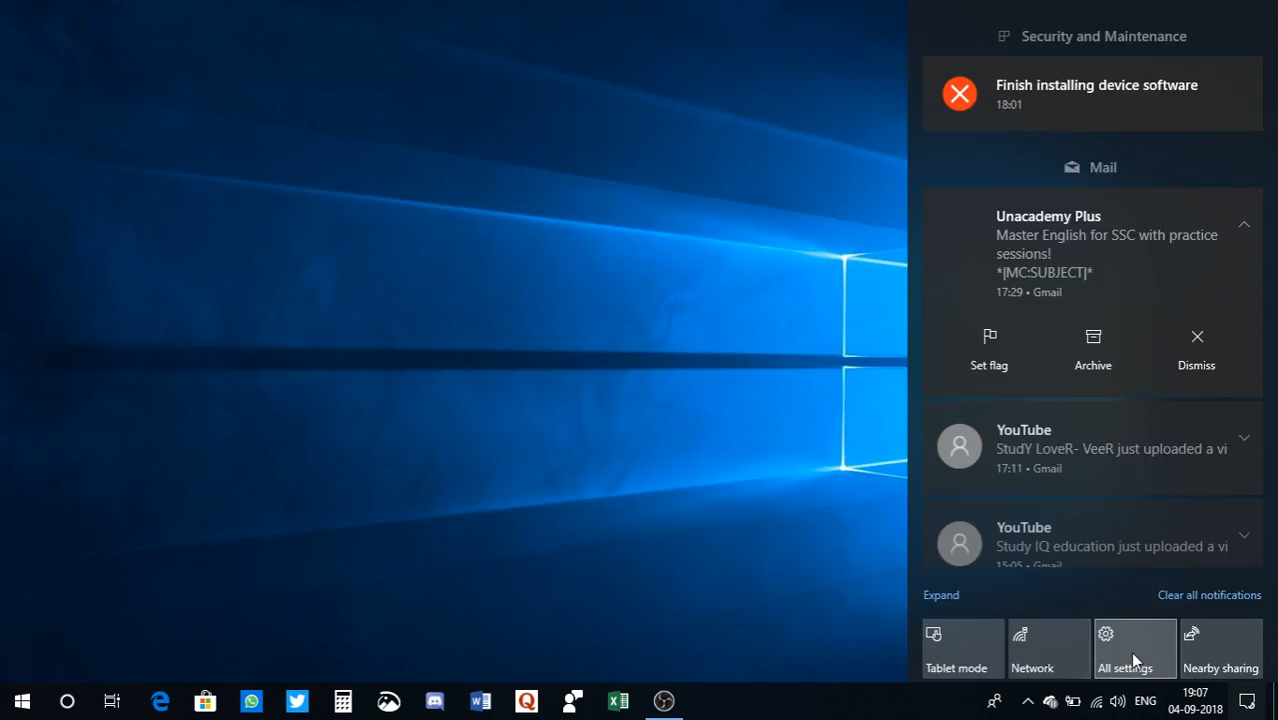 Security and Maintenance
Finish installing device software
18:01
Mail
Unacademy Plus
Master English for SSC with practice
sessions!
*|MC:SUBJECT|*
17:29 • Gmail
Set flag
Archive
Dismiss
YouTube
StudY LoveR- VeeR just uploaded a vi
17:11 • Gmail
YouTube
Study IQ education just uploaded a vi
15:05 • Gmail
Expand
Clear all notifications
Tablet mode
Network
All settings
Nearby sharing
ENG
19:07
04-09-2018